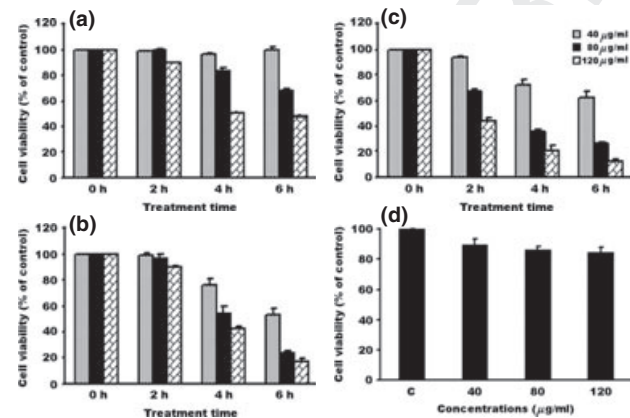 (a)
Cell viability (% of control)
120
100
80
60
40
20
0
0 h 2 h 4 h 6 h
Treatment time
(c)
Cell viability (% of control)
120
100
80
60
40
20
0
40 μg/ml
80 μg/ml
120 μg/ml
0 h 2 h 4 h 6 h
Treatment time
(b)
Cell viability (% of control)
120
100
80
60
40
20
0
0 h 2 h 4 h 6 h
Treatment time
(d)
Cell viability (% of control)
100
80
60
40
20
0
C 40 80 120
Concentrations (μg/ml)